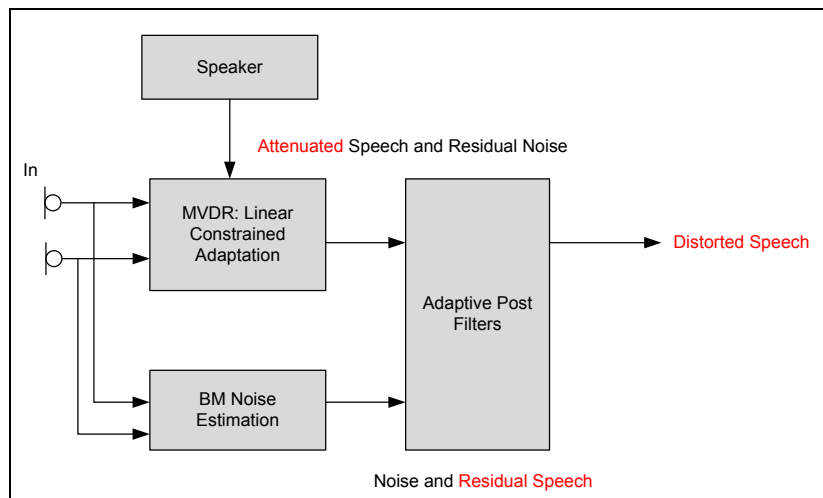 Speaker
Attenuated Speech and Residual Noise
In
MVDR: Linear
Constrained
Adaptation
Distorted Speech
Adaptive Post
Filters
BM Noise
Estimation
Noise and Residual Speech